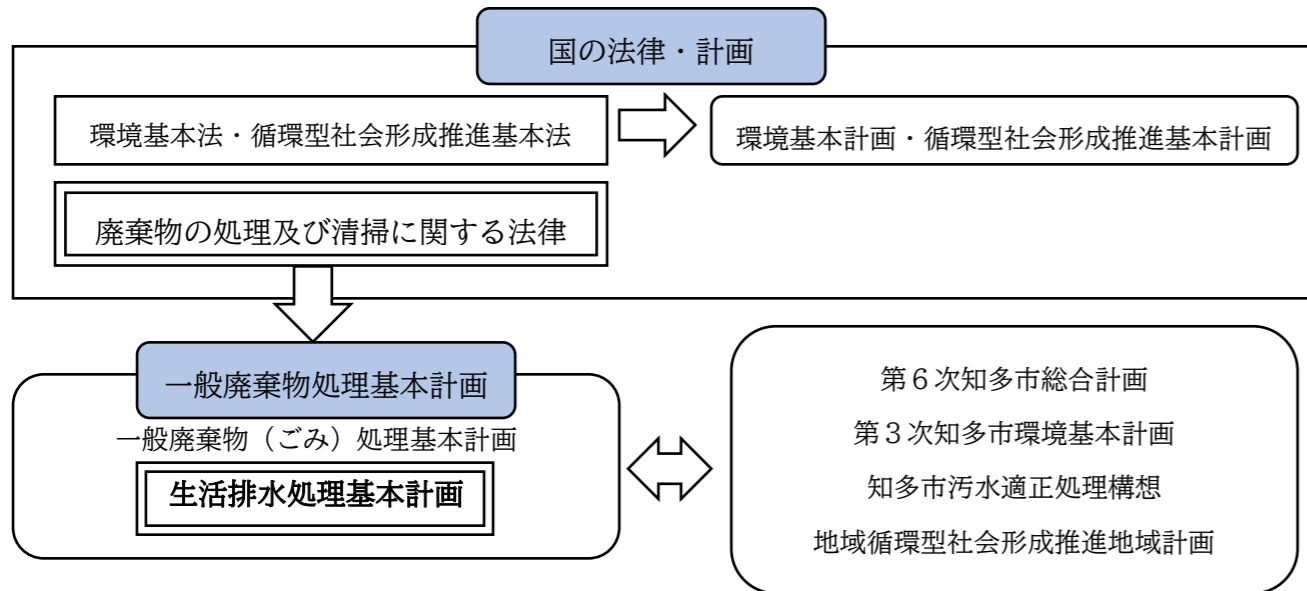 国の法律・計画
環境基本法・循環型社会形成推進基本法
環境基本計画・循環型社会形成推進基本計画
廃棄物の処理及び清掃に関する法律
一般廃棄物処理基本計画
一般廃棄物（ごみ）処理基本計画
生活排水処理基本計画
第６次知多市総合計画
第３次知多市環境基本計画
知多市汚水適正処理構想
地域循環型社会形成推進地域計画